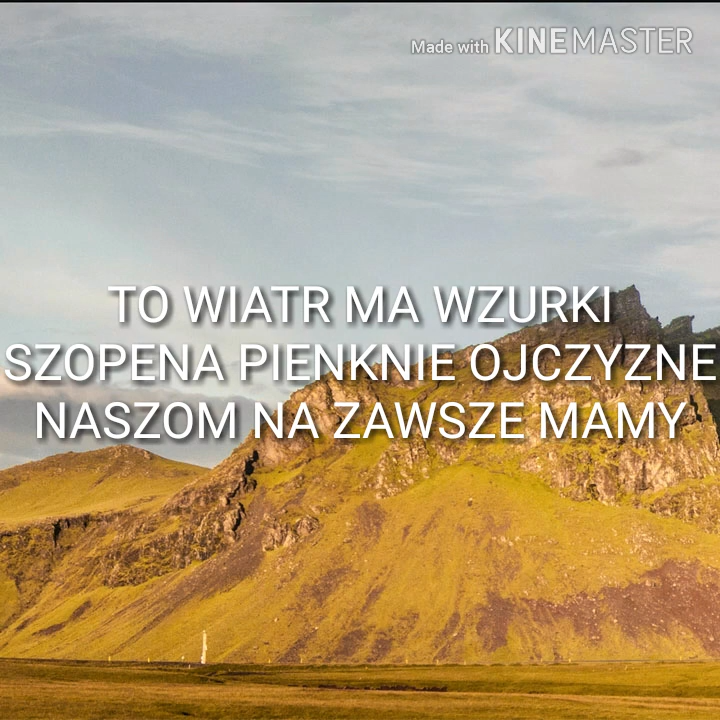 Made with KINEMASTER
TO WIATR MA WZURKI
SZOPENA PIENKNIE OJCZYZNE
NASZOM NA ZAWSZE MAMY